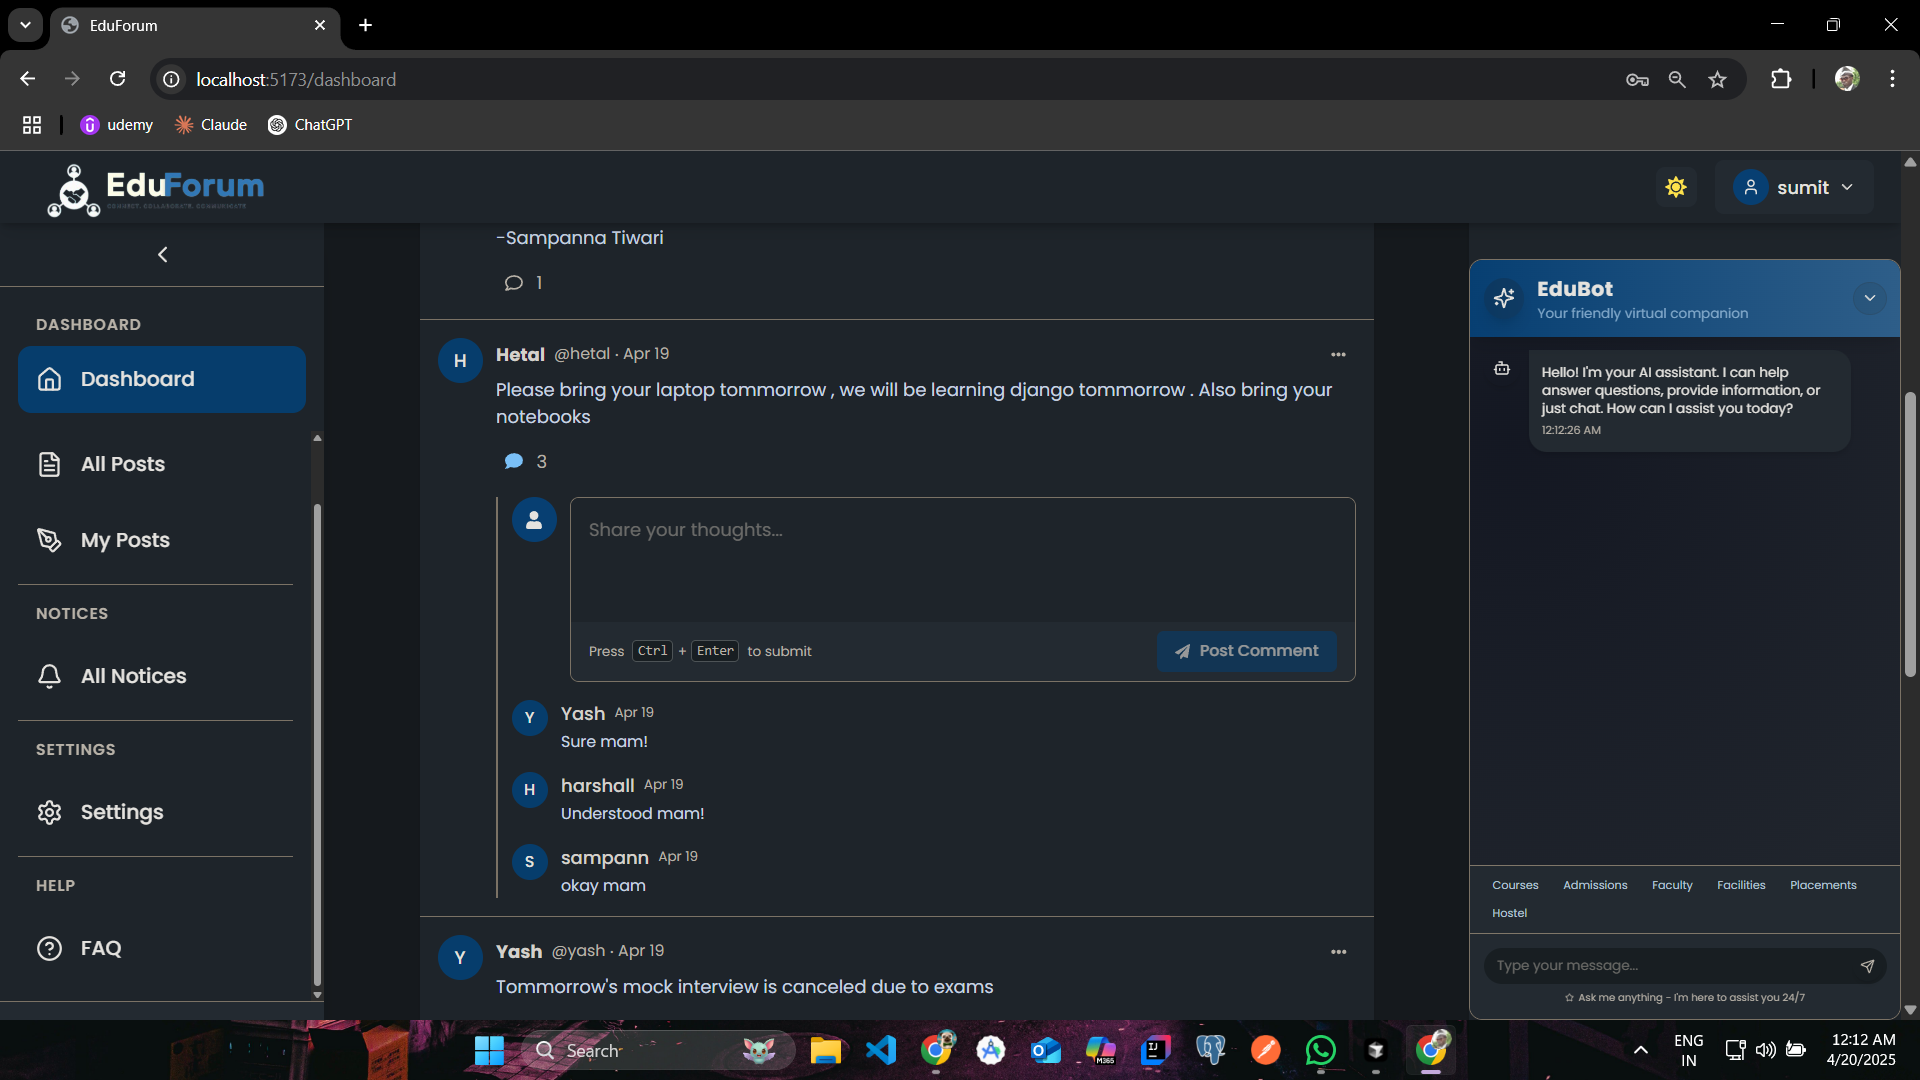 EduForum
localhost:5173/dashboard
udemy
Claude
ChatGPT
EduForum
CONNECT. COLLABORATE. COMMUNICATE
sumit
DASHBOARD
Dashboard
All Posts
My Posts
NOTICES
All Notices
SETTINGS
Settings
HELP
FAQ
-Sampanna Tiwari
1
H
Hetal @hetal · Apr 19
Please bring your laptop tommorrow , we will be learning django tommorrow . Also bring your
notebooks
3
Share your thoughts...
Press Ctrl + Enter to submit
Post Comment
Y
Yash Apr 19
Sure mam!
H
harshall Apr 19
Understood mam!
S
sampann Apr 19
okay mam
Y
Yash @yash · Apr 19
Tommorrow's mock interview is canceled due to exams
EduBot
Your friendly virtual companion
Hello! I'm your AI assistant. I can help
answer questions, provide information, or
just chat. How can I assist you today?
12:12:26 AM
Courses Admissions Faculty Facilities Placements
Hostel
Type your message...
Ask me anything - I'm here to assist you 24/7
Search
M365
IJ
ENG
IN
12:12 AM
4/20/2025